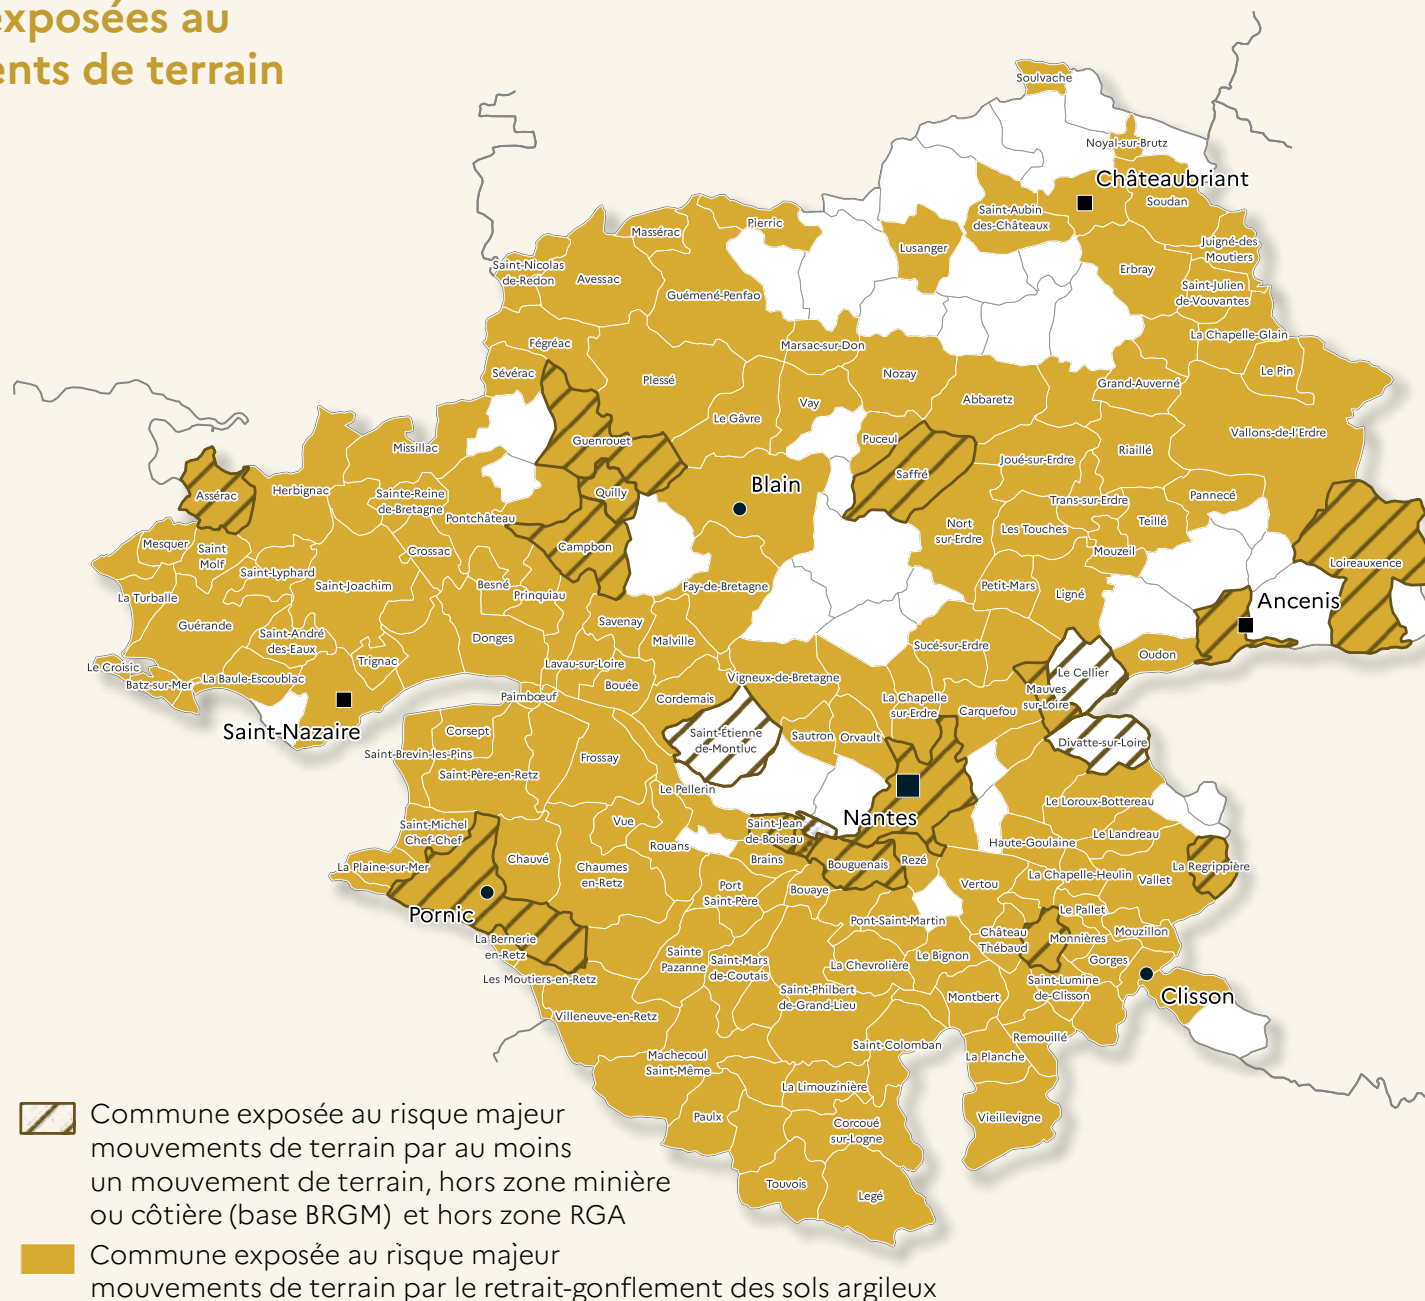 exposées au
ents de terrain
Soulvache
Noyal-sur-Brutz
Châteaubriant
Soudan
Saint-Aubin
des-Châteaux
Pierric
Massérac
Lusanger
Juigné-des
Moutiers
Erbray
Saint-Nicolas
de-Redon
Avessac
Guémené-Penfao
Saint-Julien
de-Vouvantes
La Chapelle-Glain
Fégréac
Marsac-sur-Don
Sévérac
Plessé
Nozay
Le Pin
Grand-Auverné
Abbaretz
Vay
Le Gâvre
Vallons-de-l'Erdre
Missillac
Guenrouet
Puceul
Riaillé
Joué-sur-Erdre
Saffré
Blain
Assérac
Herbignac
Sainte-Reine
de-Bretagne
Quilly
Pontchâteau
Trans-sur-Erdre
Pannecé
Teillé
Nort
sur-Erdre
Les Touches
Mesquer
Saint
Molf
Crossac
Campbon
Mouzeil
Loireauxence
Saint-Lyphard
Saint-Joachim
Besné
Prinquiau
Fay-de-Bretagne
Petit-Mars
Ligné
Ancenis
La Turballe
Guérande
Saint-André
des-Eaux
Donges
Savenay
Malville
Sucé-sur-Erdre
Oudon
Le Croisic
Batz-sur-Mer
La Baule-Escoublac
Trignac
Lavau-sur-Loire
Bouée
Vigneux-de-Bretagne
Le Cellier
Mauves
sur-Loire
Paimbœuf
Cordemais
La Chapelle
sur-Erdre
Carquefou
Saint-Nazaire
Corsept
Saint-Étienne
de-Montluc
Sautron
Orvault
Divatte-sur-Loire
Saint-Brevin-les-Pins
Frossay
Saint-Père-en-Retz
Le Pellerin
Nantes
Le Loroux-Bottereau
Saint-Michel
Chef-Chef
Vue
Saint-Jean
de-Boiseau
Rouans
Haute-Goulaine
Le Landreau
La Plaine-sur-Mer
Chauvé
Chaumes
en-Retz
Brains
Bouguenais
Rezé
La Regrippière
La Chapelle-Heulin
Vallet
Port
Saint-Père
Bouaye
Vertou
Pornic
Pont-Saint-Martin
Le Pallet
La Bernerie
en-Retz
Château
Thébaud
Monnières
Mouzillon
Sainte
Pazanne
Saint-Mars
de-Coutais
La Chevrolière
Le Bignon
Gorges
Les Moutiers-en-Retz
Saint-Philbert
de-Grand-Lieu
Montbert
Saint-Lumine
de-Clisson
Clisson
Villeneuve-en-Retz
Remouillé
Saint-Colomban
La Planche
Machecoul
Saint-Même
La Limouzinière
Paulx
Corcoué
sur-Logne
Vieillevigne
Touvois
Legé
Commune exposée au risque majeur
mouvements de terrain par au moins
un mouvement de terrain, hors zone minière
ou côtière (base BRGM) et hors zone RGA
Commune exposée au risque majeur
mouvements de terrain par le retrait-gonflement des sols argileux